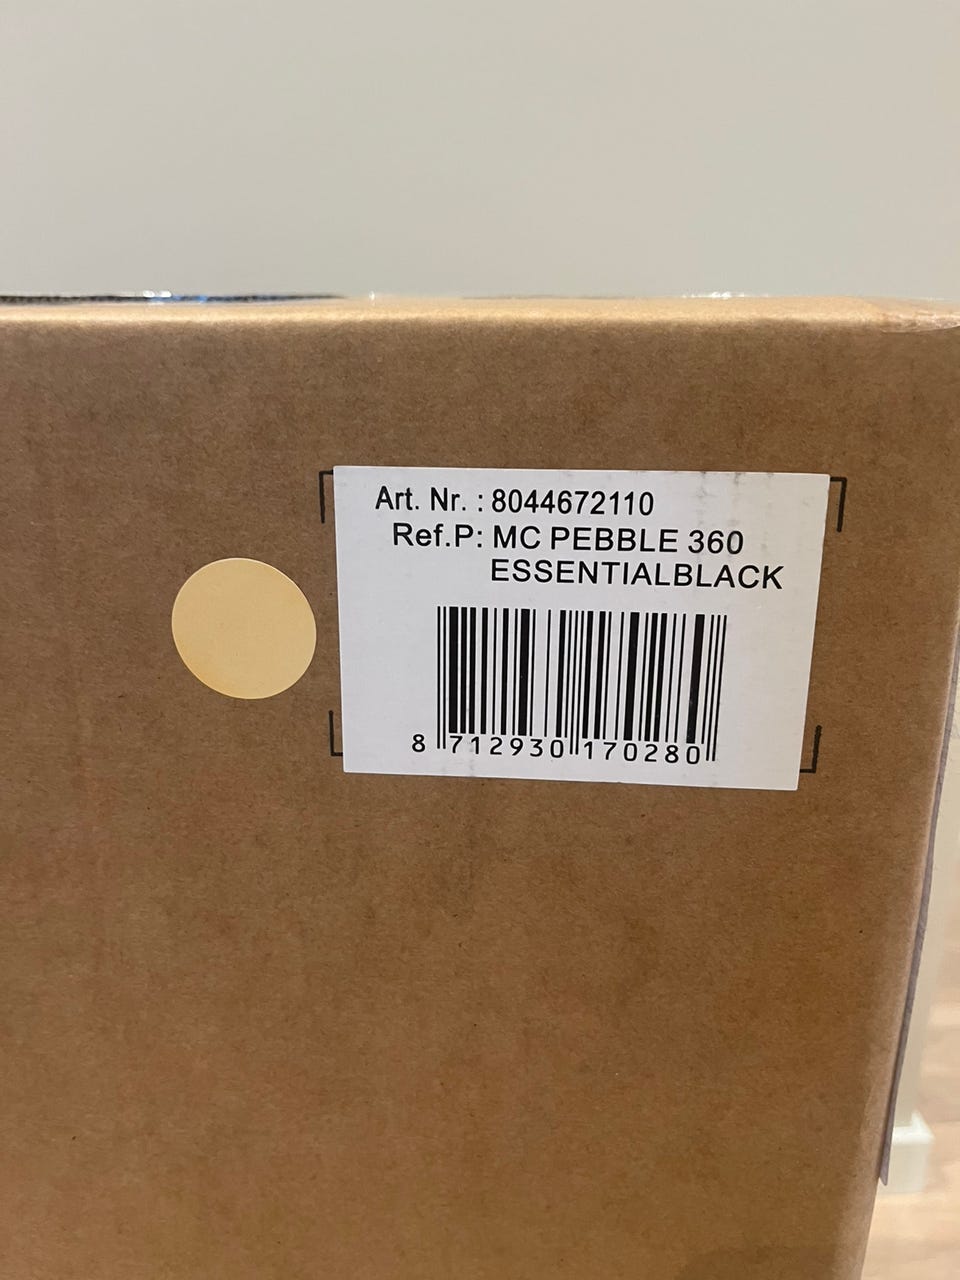 Art. Nr. : 8044672110
Ref.P: MC PEBBLE 360
ESSENTIALBLACK
8 712930 170280